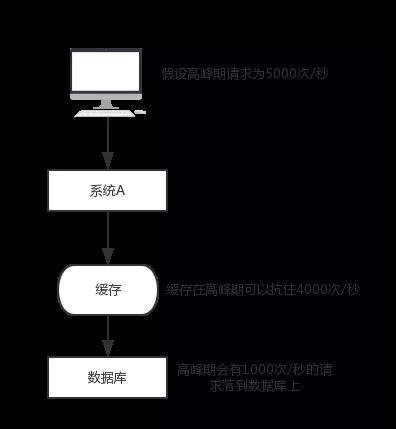 假设高峰期请求为5000次/秒
系统A
缓存
缓存在高峰期可以抗住4000次/秒
数据库
高峰期会有1000次/秒的请
求落到数据库上